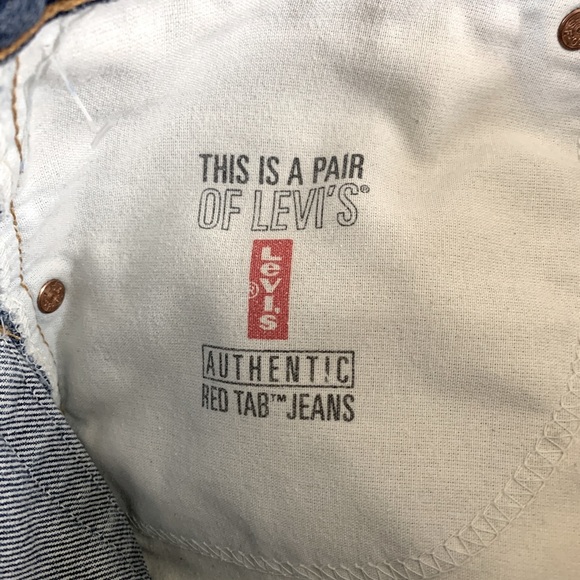 THIS IS A PAIR
OF LEVI'S®
Levi's
®
AUTHENTIC
RED TAB™ JEANS